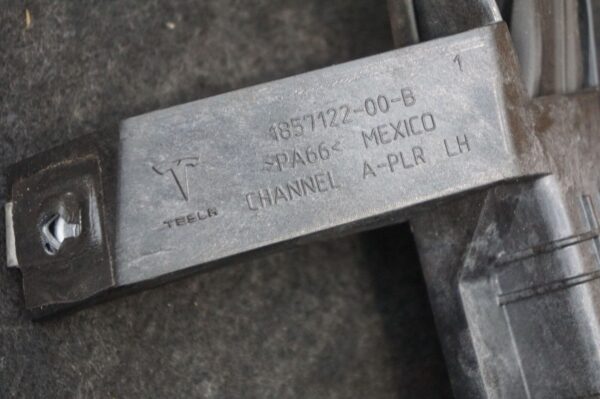 1
1857122-00-B
>PA66< MEXICO
CHANNEL A-PLR LH
TESLA